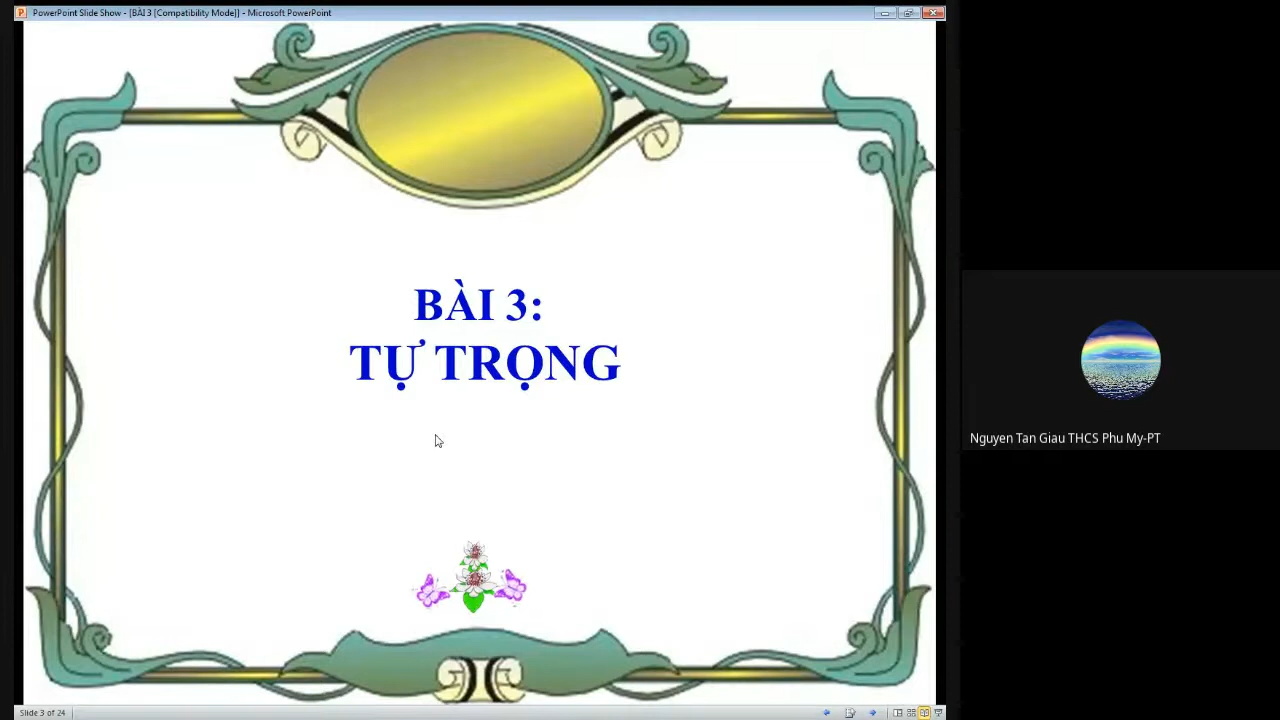 PowerPoint Slide Show - [BÀI 3 [Compatibility Mode]] - Microsoft PowerPoint
BÀI 3:
TỰ TRỌNG
Nguyen Tan Giau THCS Phu My-PT
Slide 3 of 24